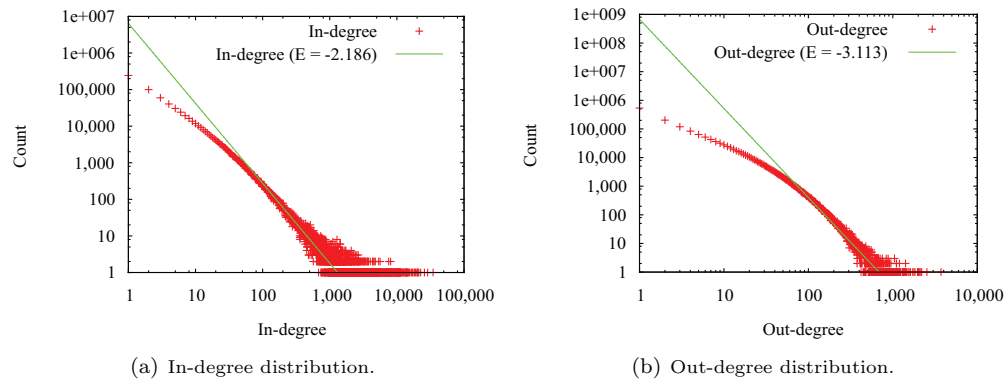 1e+007
100,000
10,000
1,000
100
10
1
Count
1
10
100
1,000
10,000
100,000
In-degree
In-degree
In-degree (E = -2.186)
(a) In-degree distribution.
1e+009
1e+008
1e+007
1e+006
100,000
10,000
1,000
100
10
1
Count
1
10
100
1,000
10,000
Out-degree
Out-degree
Out-degree (E = -3.113)
(b) Out-degree distribution.